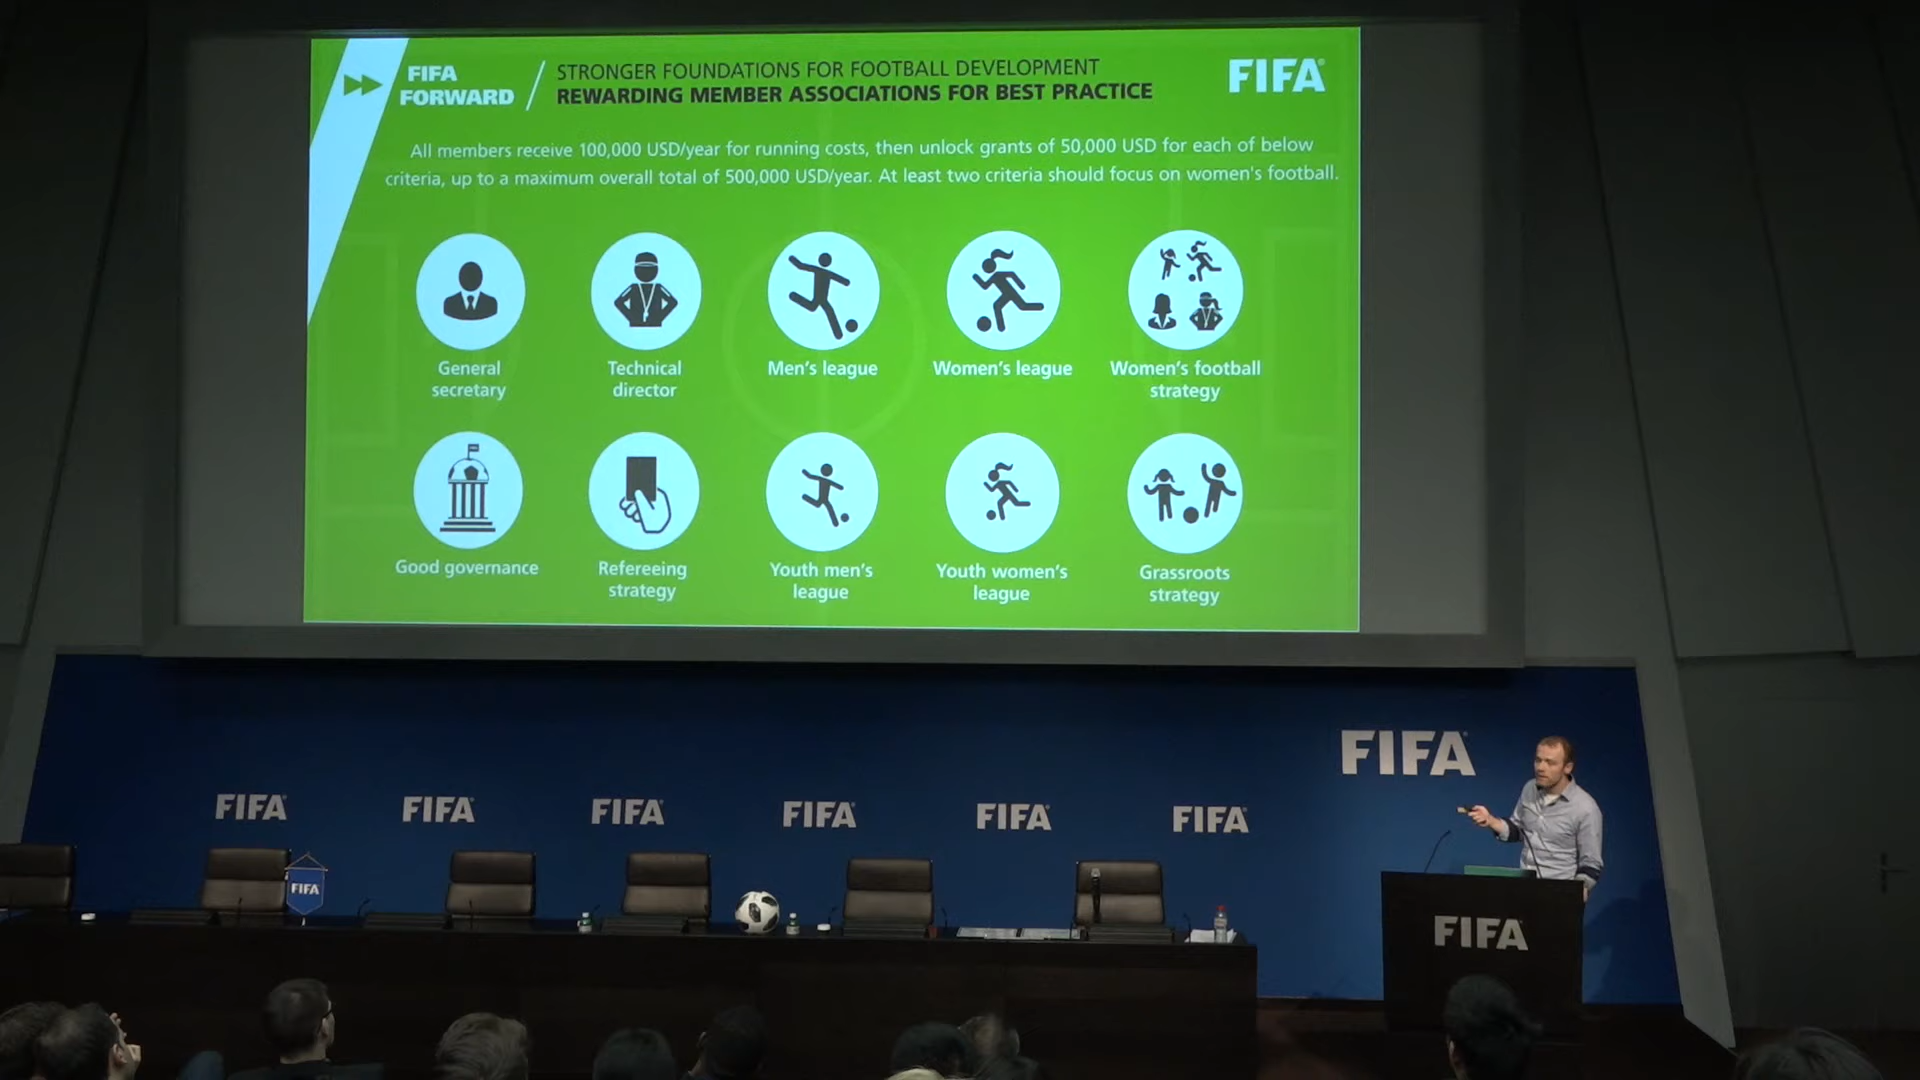 FIFA
FORWARD
STRONGER FOUNDATIONS FOR FOOTBALL DEVELOPMENT
REWARDING MEMBER ASSOCIATIONS FOR BEST PRACTICE
FIFA
All members receive 100,000 USD/year for running costs, then unlock grants of 50,000 USD for each of below
criteria, up to a maximum overall total of 500,000 USD/year. At least two criteria should focus on women's football.
General
secretary
Technical
director
Men's league
Women's league
Women's football
strategy
Good governance
Refereeing
strategy
Youth men's
league
Youth women's
league
Grassroots
strategy
FIFA
FIFA
FIFA
FIFA
FIFA
FIFA
FIFA
FIFA
FIFA